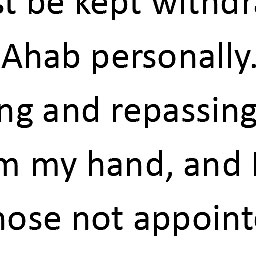 st be kept withdra
Ahab personally.
ng and repassing
m my hand, and I
hose not appointe